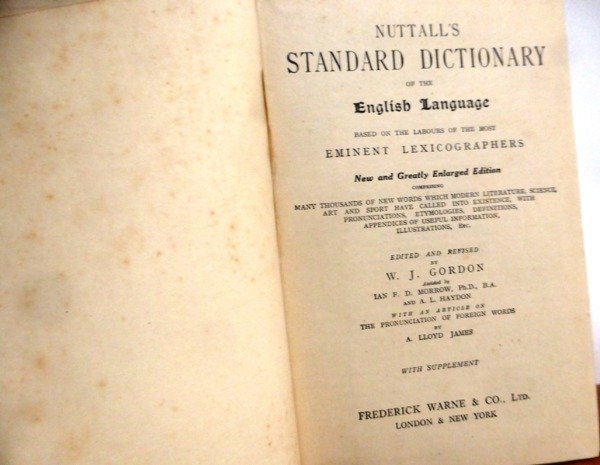 NUTTALL'S
STANDARD DICTIONARY
OF THE
English Language
BASED ON THE LABOURS OF THE MOST
EMINENT LEXICOGRAPHERS
New and Greatly Enlarged Edition
COMPRISING
MANY THOUSANDS OF NEW WORDS WHICH MODERN LITERATURE, SCIENCE,
ART AND SPORT HAVE CALLED INTO EXISTENCE, WITH
PRONUNCIATIONS, ETYMOLOGIES, DEFINITIONS,
APPENDICES OF USEFUL INFORMATION,
ILLUSTRATIONS, ETC.
EDITED AND REVISED
BY
W. J. GORDON
Assisted by
IAN F. D. MORROW, Ph.D., B.A.
AND A. L. HAYDON
WITH AN ARTICLE ON
THE PRONUNCIATION OF FOREIGN WORDS
BY
A. LLOYD JAMES
WITH SUPPLEMENT
FREDERICK WARNE & CO., LTD.
LONDON & NEW YORK